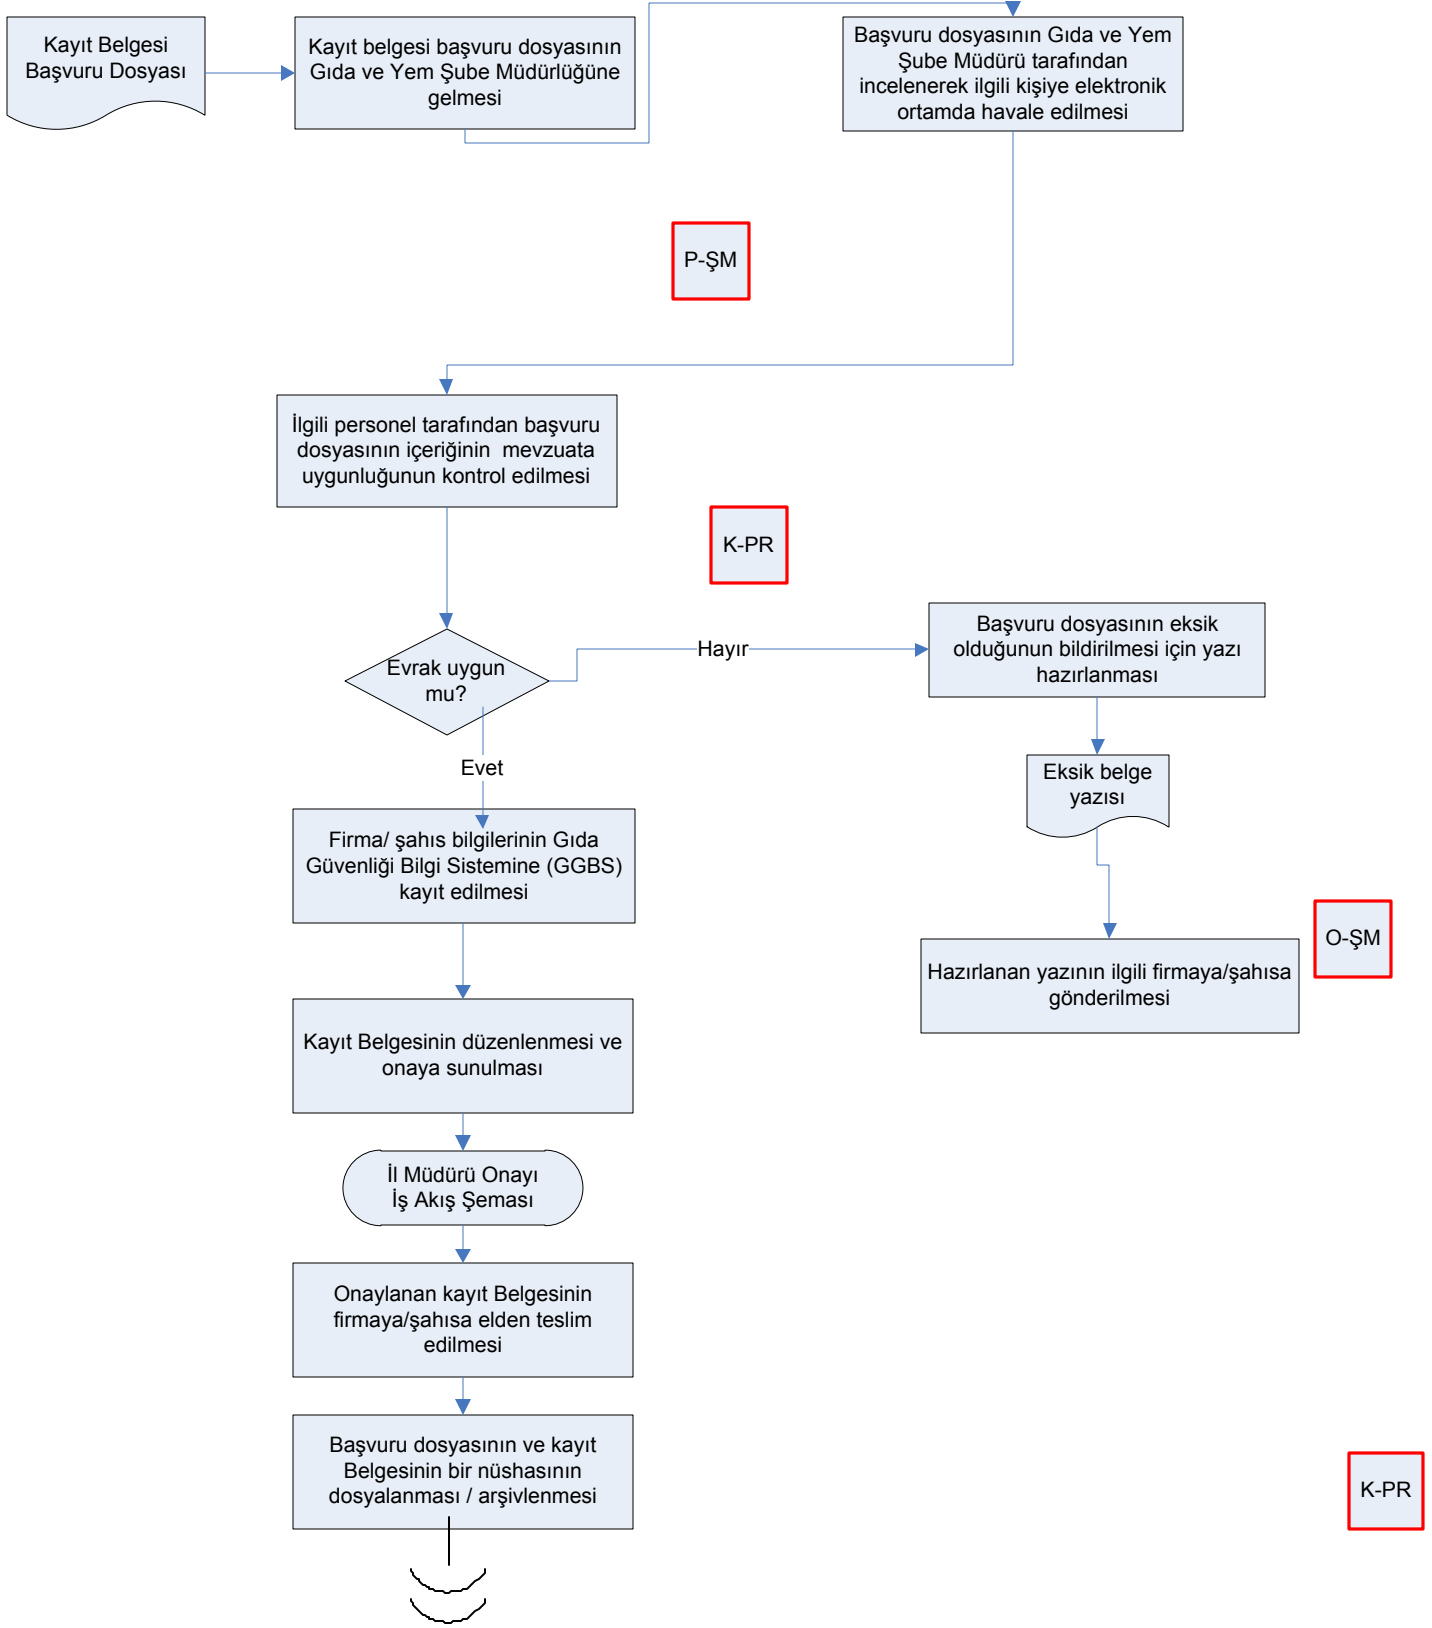 Kayıt Belgesi
Başvuru Dosyası
Kayıt belgesi başvuru dosyasının
Gıda ve Yem Şube Müdürlüğüne
gelmesi
Başvuru dosyasının Gıda ve Yem
Şube Müdürü tarafından
incelenerek ilgili kişiye elektronik
ortamda havale edilmesi
P-ŞM
İlgili personel tarafından başvuru
dosyasının içeriğinin  mevzuata
uygunluğunun kontrol edilmesi
K-PR
Evrak uygun
mu?
Hayır
Başvuru dosyasının eksik
olduğunun bildirilmesi için yazı
hazırlanması
Evet
Eksik belge
yazısı
Firma/ şahıs bilgilerinin Gıda
Güvenliği Bilgi Sistemine (GGBS)
kayıt edilmesi
O-ŞM
Hazırlanan yazının ilgili firmaya/şahısa
gönderilmesi
Kayıt Belgesinin düzenlenmesi ve
onaya sunulması
İl Müdürü Onayı
İş Akış Şeması
Onaylanan kayıt Belgesinin
firmaya/şahısa elden teslim
edilmesi
Başvuru dosyasının ve kayıt
Belgesinin bir nüshasının
dosyalanması / arşivlenmesi
K-PR